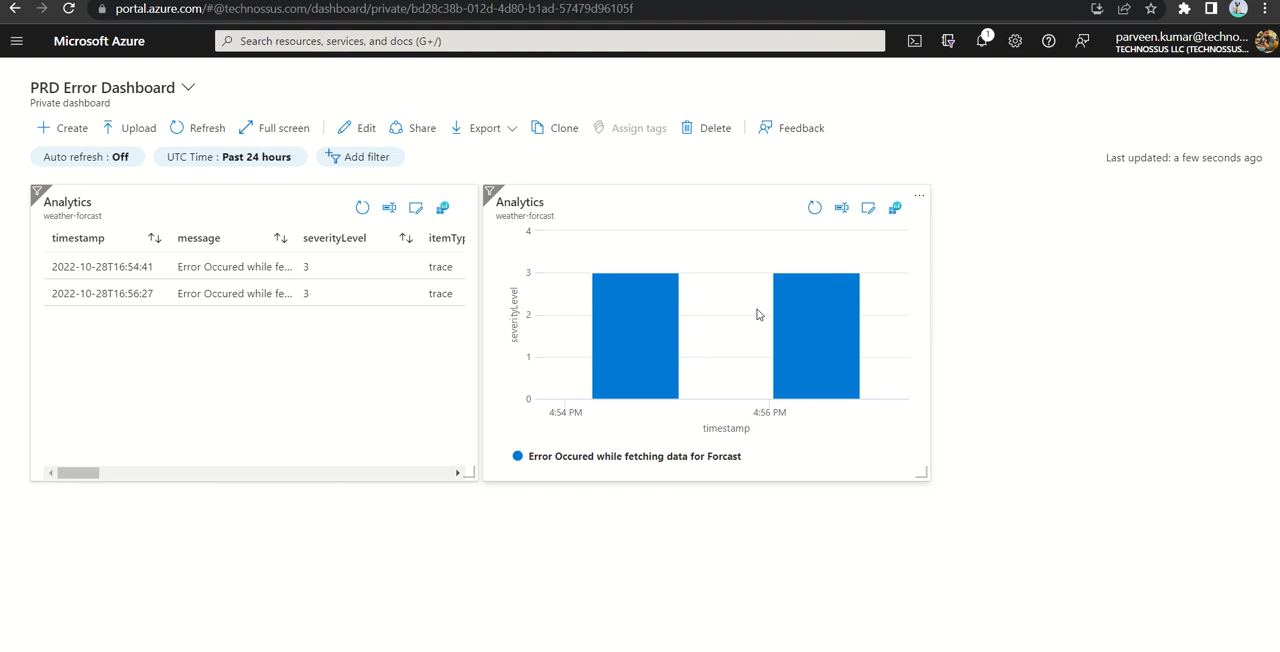 portal.azure.com/#@technossus.com/dashboard/private/bd28c38b-012d-4d80-b1ad-57479d96105f
Microsoft Azure
Search resources, services, and docs (G+/)
1
parveen.kumar@techno...
TECHNOSSUS LLC (TECHNOSSUS...
PRD Error Dashboard
Private dashboard
Create Upload Refresh Full screen Edit Share Export Clone Assign tags Delete Feedback
Auto refresh : Off UTC Time : Past 24 hours Add filter Last updated: a few seconds ago
Analytics
weather-forcast
timestamp message severityLevel itemTyp
2022-10-28T16:54:41 Error Occured while fe... 3 trace
2022-10-28T16:56:27 Error Occured while fe... 3 trace
Analytics
...
weather-forcast
4
3
2
1
0
severityLevel
4:54 PM 4:56 PM
timestamp
Error Occured while fetching data for Forcast